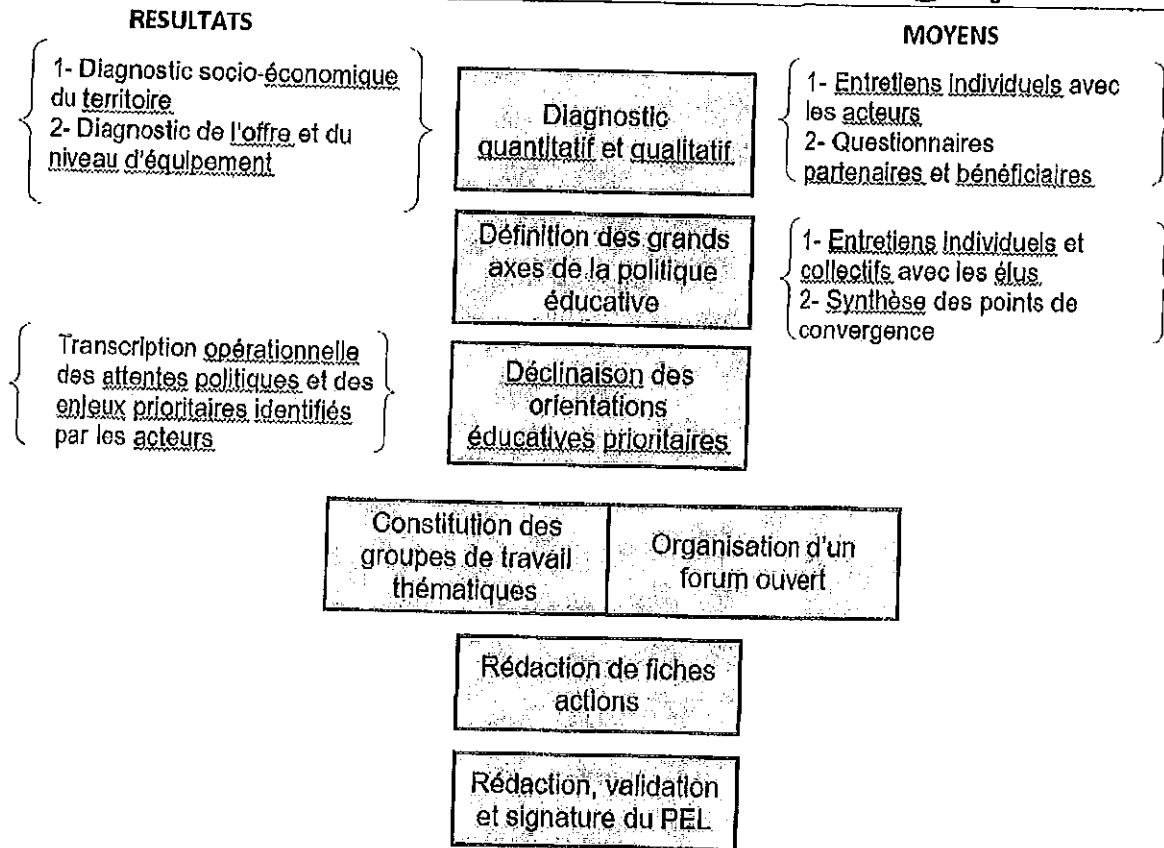 RESULTATS
MOYENS
1- Diagnostic socio-économique
du territoire
2- Diagnostic de l'offre et du
niveau d'équipement
Diagnostic
quantitatif et qualitatif
1- Entretiens individuels avec
les acteurs
2- Questionnaires
partenaires et bénéficiaires
Définition des grands
axes de la politique
éducative
1- Entretiens individuels et
collectifs avec les élus
2- Synthèse des points de
convergence
Transcription opérationnelle
des attentes politiques et des
enjeux prioritaires identifiés
par les acteurs
Déclinaison des
orientations
éducatives prioritaires
Constitution des
groupes de travail
thématiques
Organisation d'un
forum ouvert
Rédaction de fiches
actions
Rédaction, validation
et signature du PEL